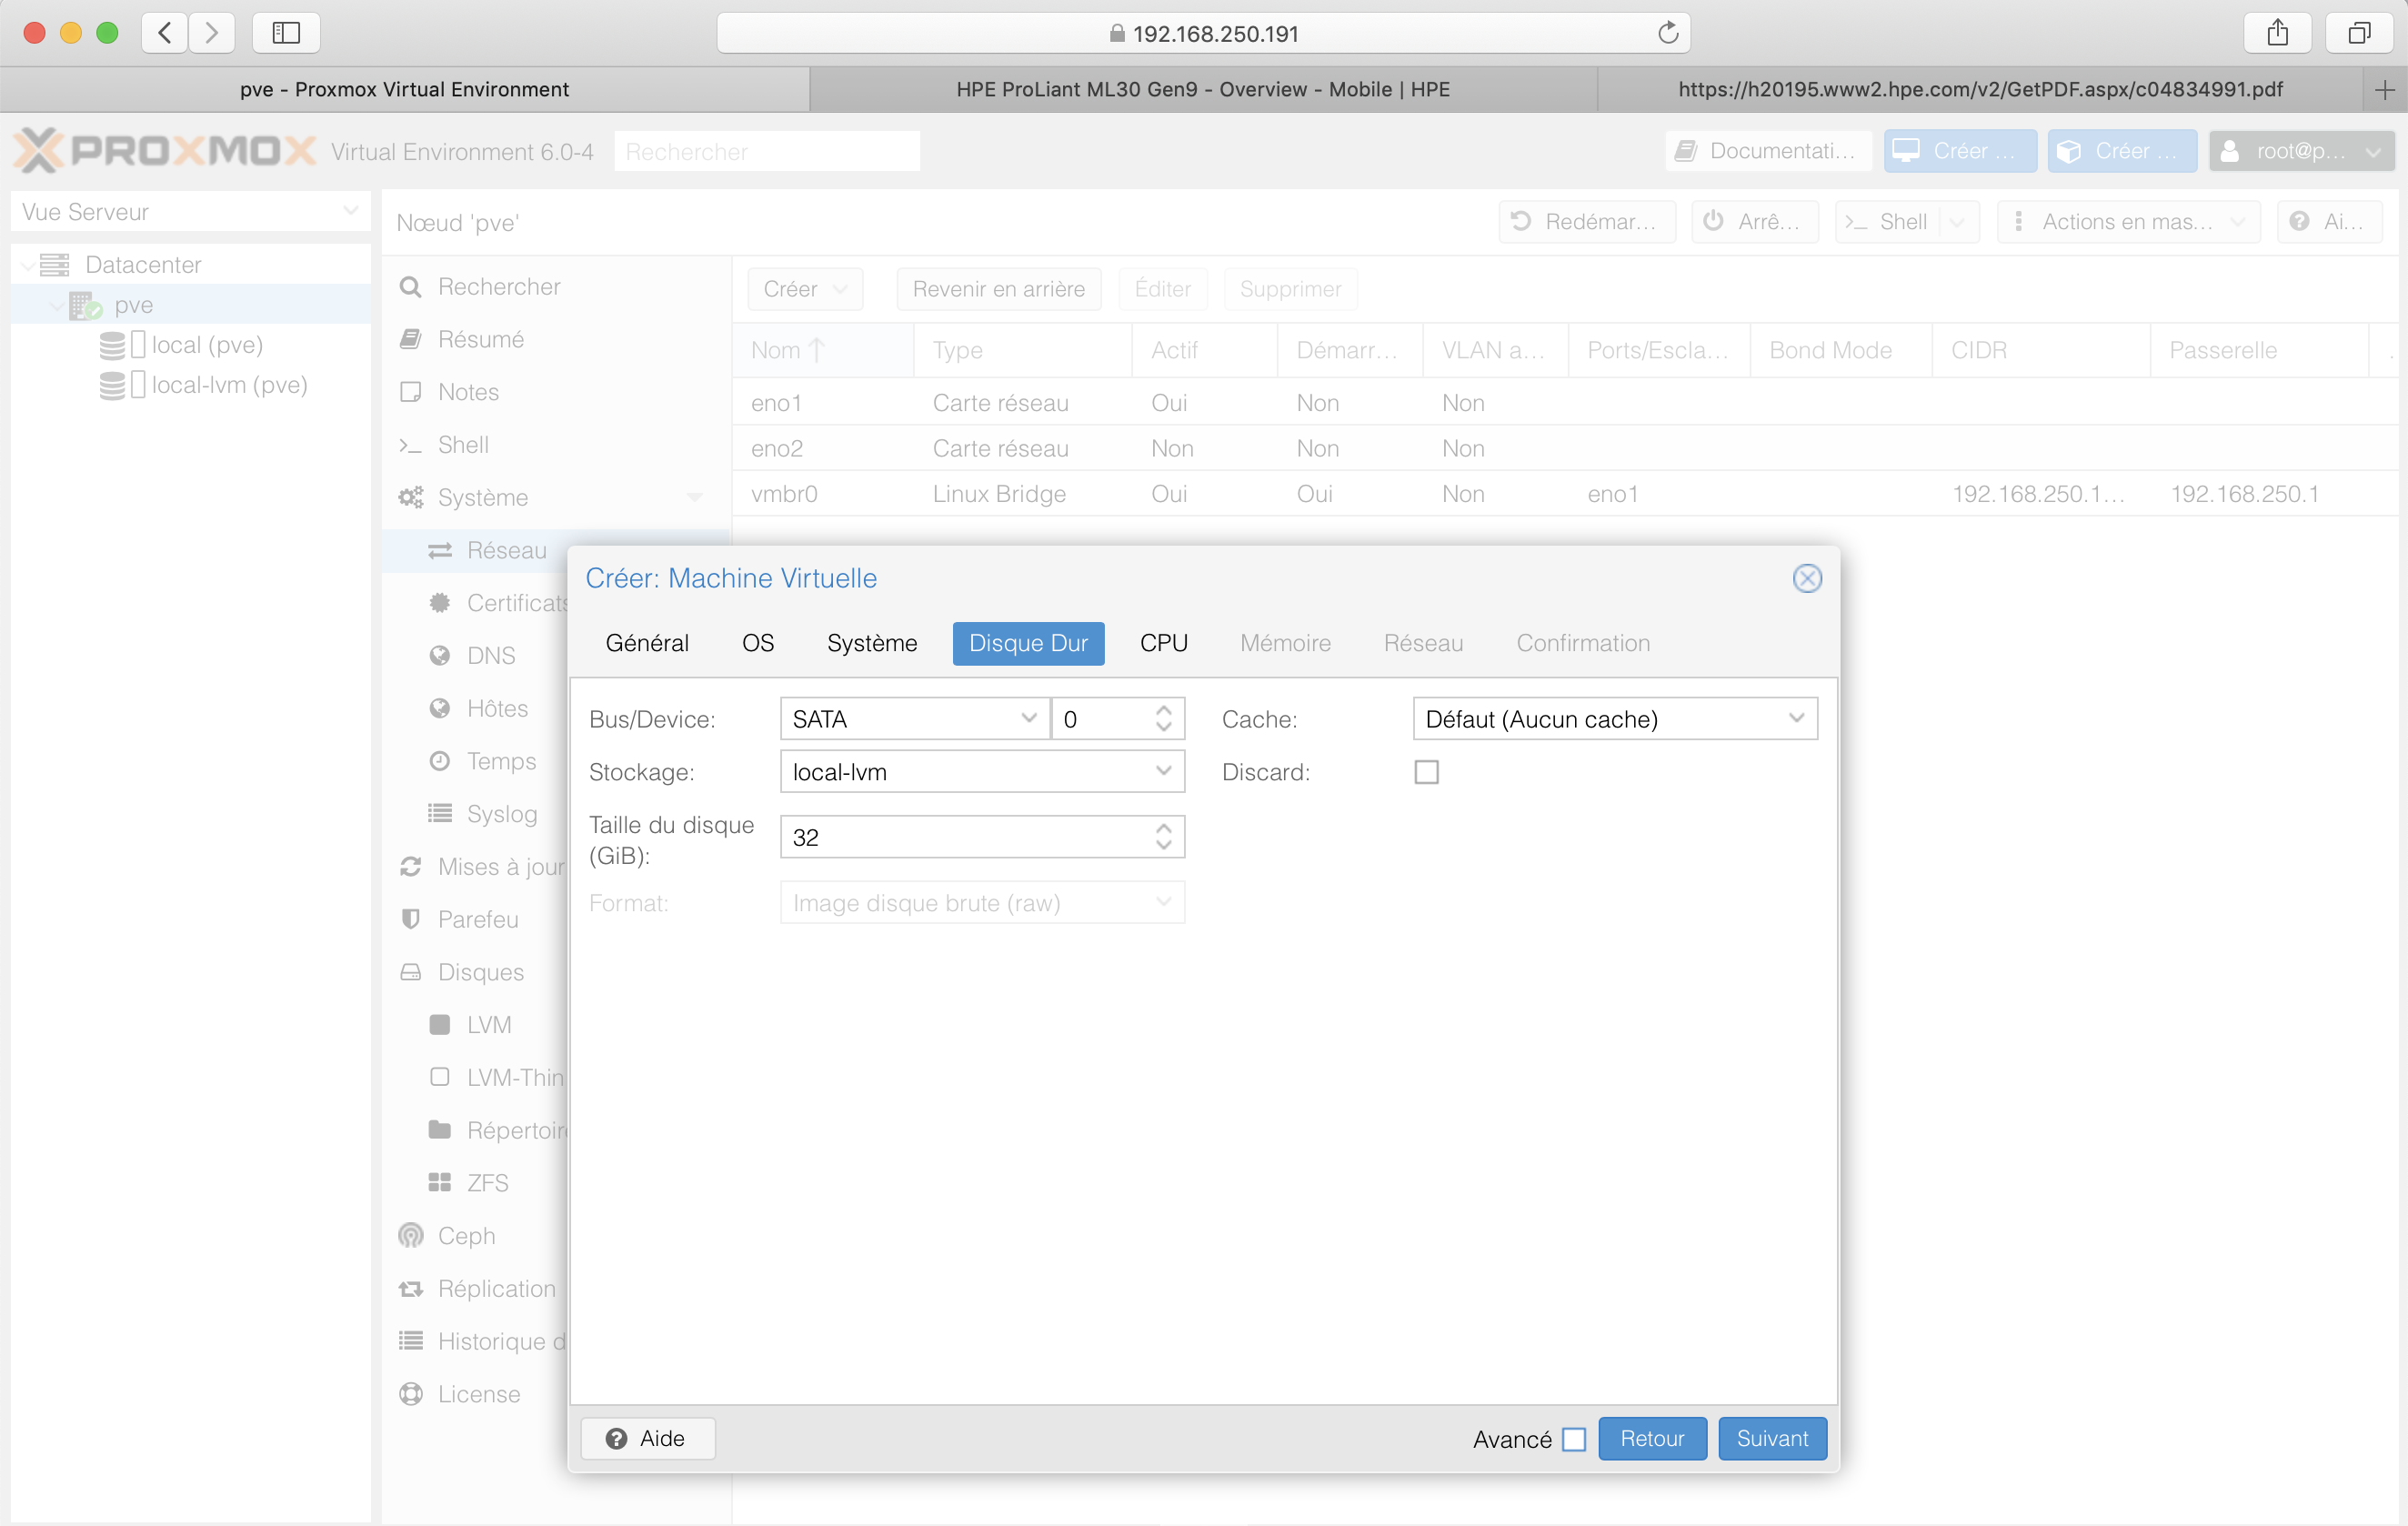 192.168.250.191
pve - Proxmox Virtual Environment
HPE ProLiant ML30 Gen9 - Overview - Mobile | HPE
https://h20195.www2.hpe.com/v2/GetPDF.aspx/c04834991.pdf
PROXMOX Virtual Environment 6.0-4
Rechercher
Documentati...
Créer ...
Créer ...
root@p...
Vue Serveur
Datacenter
pve
local (pve)
local-lvm (pve)
Nœud 'pve'
Redémar...
Arrê...
Shell
Actions en mas...
Ai...
Rechercher
Résumé
Notes
Shell
Système
Réseau
Certificats
DNS
Hôtes
Temps
Syslog
Mises à jour
Parefeu
Disques
LVM
LVM-Thin
Répertoire
ZFS
Ceph
Réplication
Historique d
License
Créer
Revenir en arrière
Éditer
Supprimer
Nom Type Actif Démarr... VLAN a... Ports/Escla... Bond Mode CIDR Passerelle
eno1 Carte réseau Oui Non Non
eno2 Carte réseau Non Non Non
vmbr0 Linux Bridge Oui Oui Non eno1 192.168.250.1... 192.168.250.1
Créer: Machine Virtuelle
Général OS Système Disque Dur CPU Mémoire Réseau Confirmation
Bus/Device: SATA 0
Stockage: local-lvm
Taille du disque
(GiB): 32
Format: Image disque brute (raw)
Cache: Défaut (Aucun cache)
Discard:
Aide
Avancé
Retour
Suivant